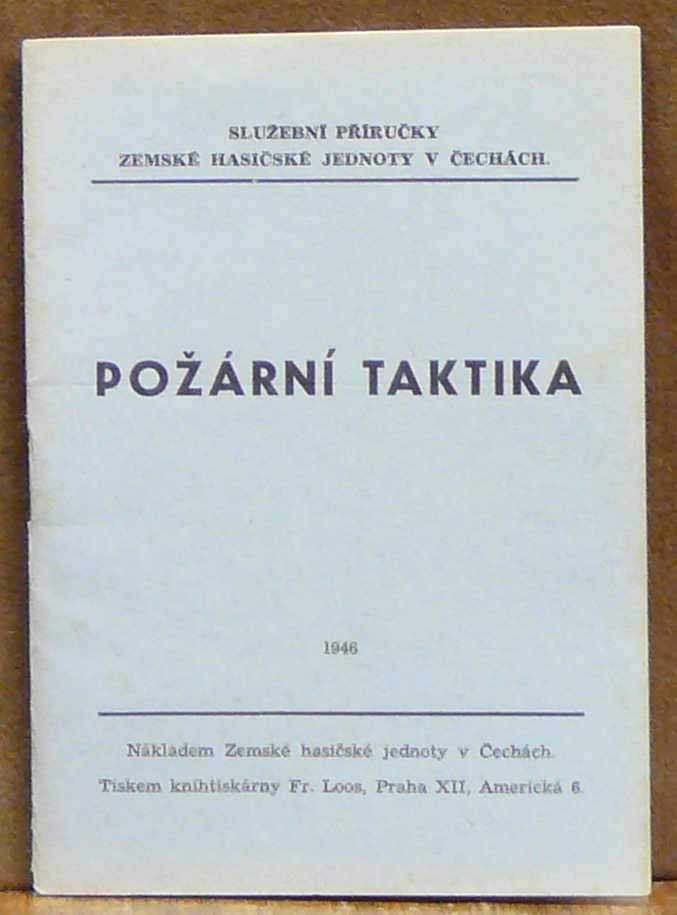 SLUŽEBNÍ PŘÍRUČKY
ZEMSKÉ HASIČSKÉ JEDNOTY V ČECHÁCH.
POŽÁRNÍ TAKTIKA
1946
Nákladem Zemské hasičské jednoty v Čechách.
Tiskem knihtiskárny Fr. Loos, Praha XII, Americká 6.